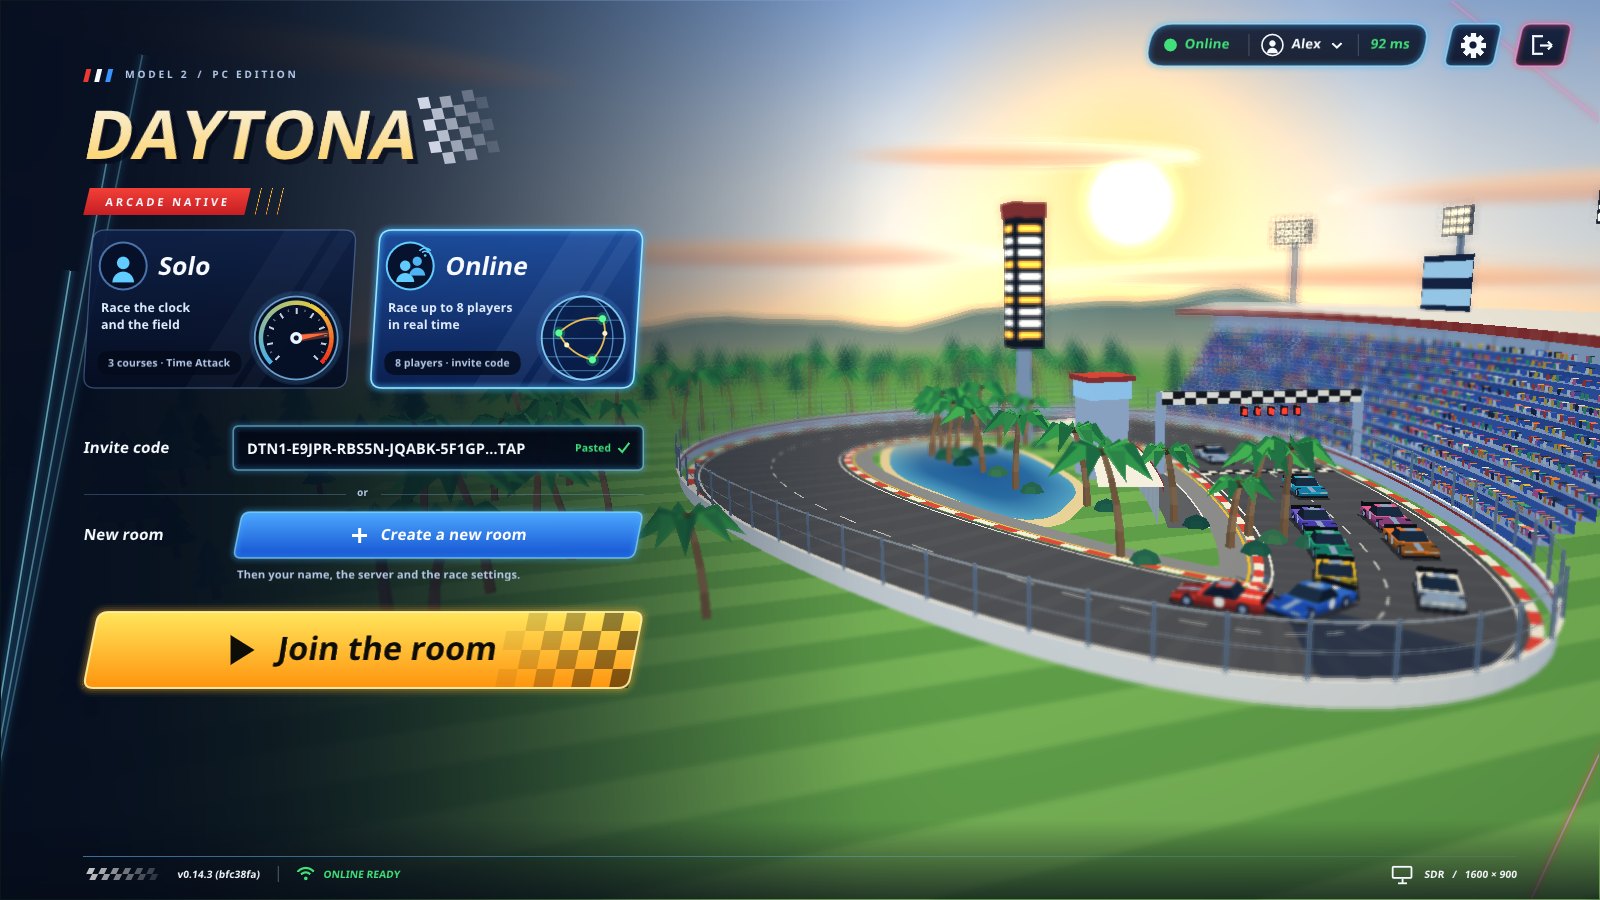 MODEL 2 / PC EDITION
DAYTONA
ARCADE NATIVE
Online
Alex
92 ms
Solo
Race the clock
and the field
3 courses · Time Attack
Online
Race up to 8 players
in real time
8 players · invite code
Invite code
DTN1-E9JPR-RBS5N-JQABK-5F1GP...TAP
Pasted
or
New room
Create a new room
Then your name, the server and the race settings.
Join the room
v0.14.3 (bfc38fa)
ONLINE READY
SDR / 1600 × 900